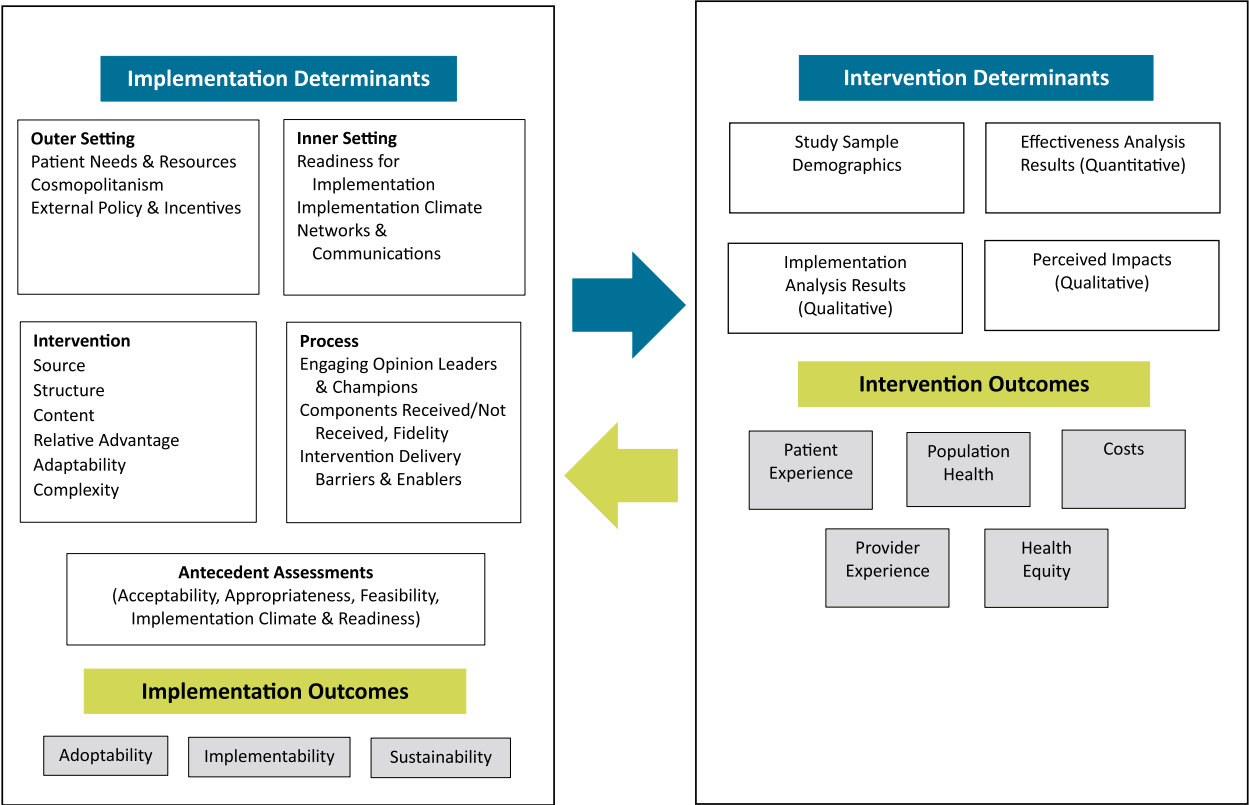 Implementation Determinants
Outer Setting
Patient Needs & Resources
Cosmopolitanism
External Policy & Incentives
Inner Setting
Readiness for
Implementation
Implementation Climate
Networks &
Communications
Intervention
Source
Structure
Content
Relative Advantage
Adaptability
Complexity
Process
Engaging Opinion Leaders
& Champions
Components Received/Not
Received, Fidelity
Intervention Delivery
Barriers & Enablers
Antecedent Assessments
(Acceptability, Appropriateness, Feasibility,
Implementation Climate & Readiness)
Implementation Outcomes
Adoptability
Implementability
Sustainability
Intervention Determinants
Study Sample
Demographics
Effectiveness Analysis
Results (Quantitative)
Implementation
Analysis Results
(Qualitative)
Perceived Impacts
(Qualitative)
Intervention Outcomes
Patient
Experience
Population
Health
Costs
Provider
Experience
Health
Equity